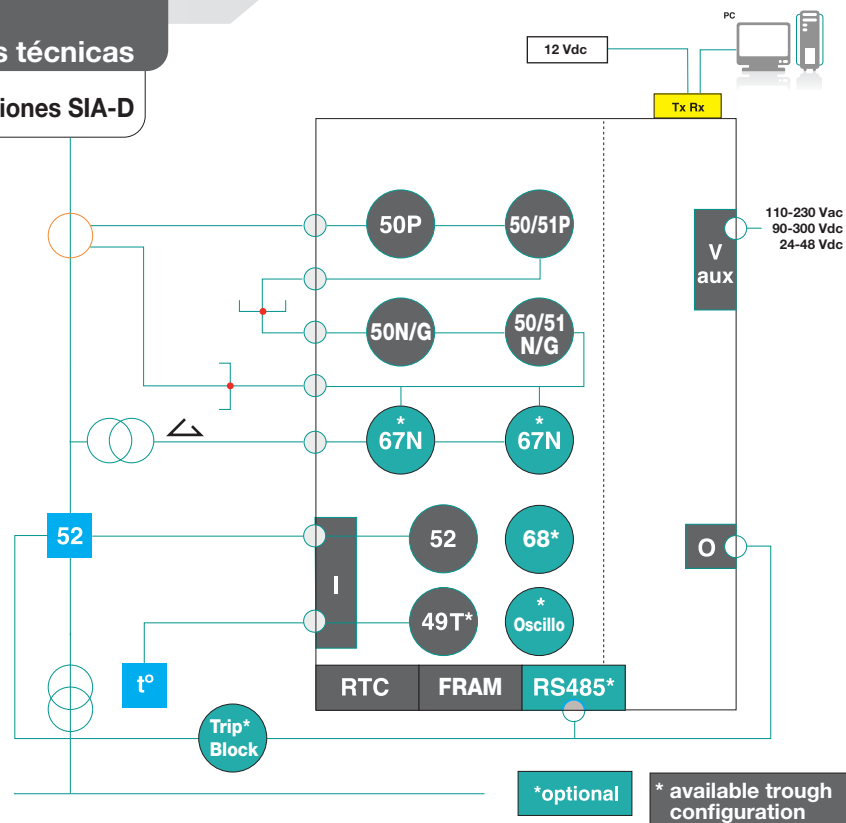 s técnicas
iones SIA-D
PC
12 Vdc
Tx Rx
50P
50/51P
110-230 Vac
90-300 Vdc
24-48 Vdc
V
aux
50N/G
50/51
N/G
*
67N
*
67N
52
52
68*
O
I
49T*
*
Oscillo
tº
RTC
FRAM
RS485*
Trip*
Block
*optional
* available trough
configuration